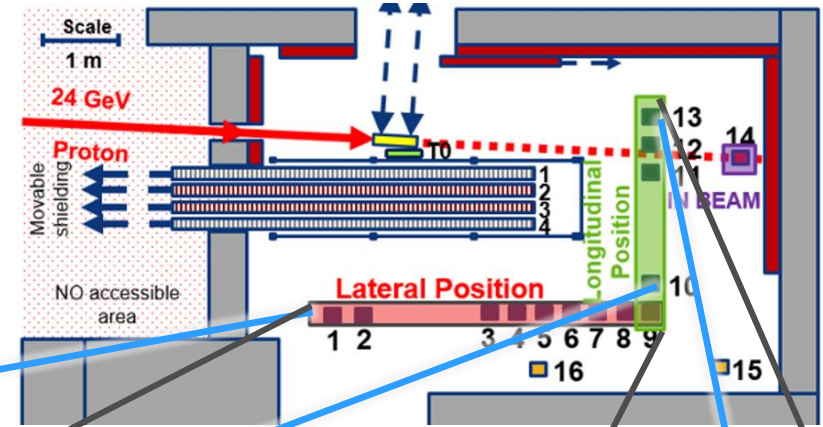 Scale
1 m
24 GeV
Proton
Movable
shielding
NO accessible
area
T0
1
2
3
4
Longitudinal
Position
13
12
11
14
IN BEAM
10
Lateral Position
1 2 3 4 5 6 7 8 9
16
15